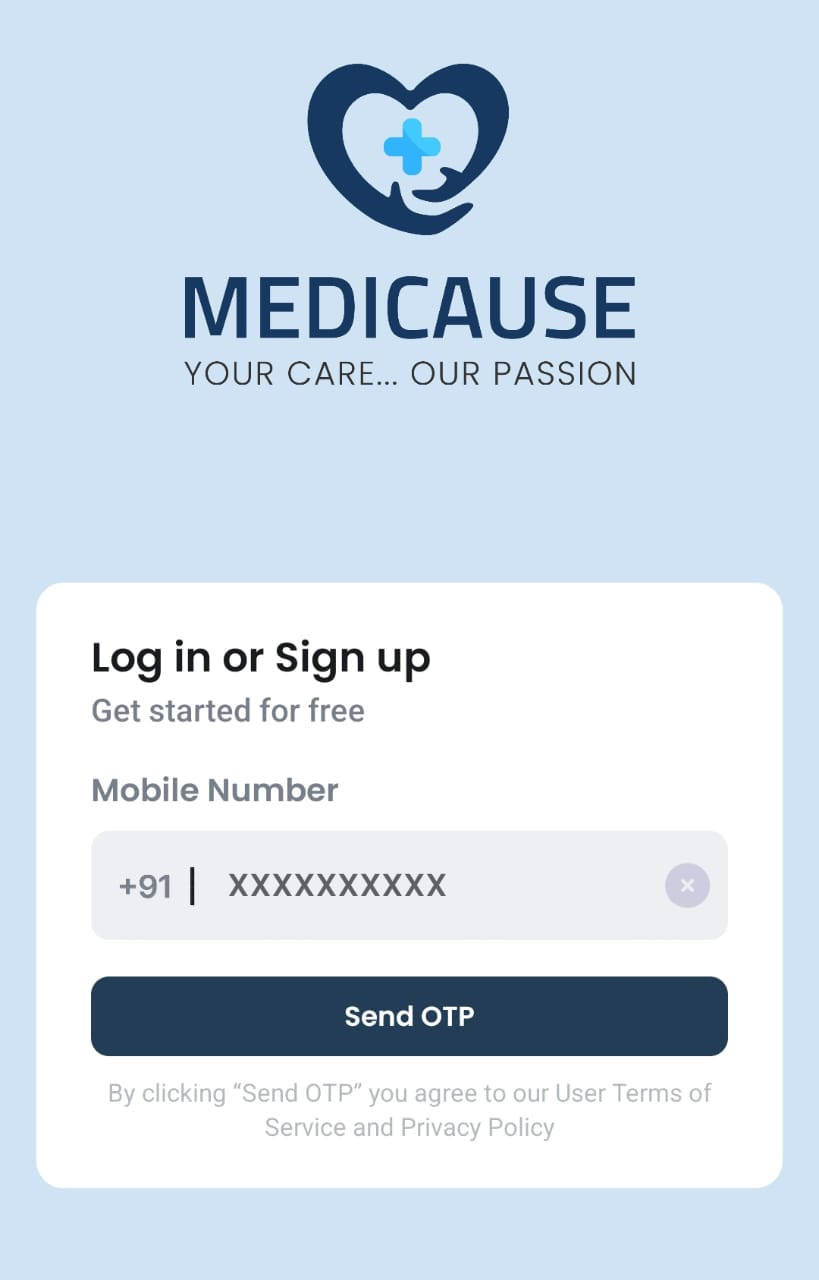 MEDICAUSE
YOUR CARE... OUR PASSION
Log in or Sign up
Get started for free
Mobile Number
+91 XXXXXXXXXX
Send OTP
By clicking “Send OTP” you agree to our User Terms of
Service and Privacy Policy